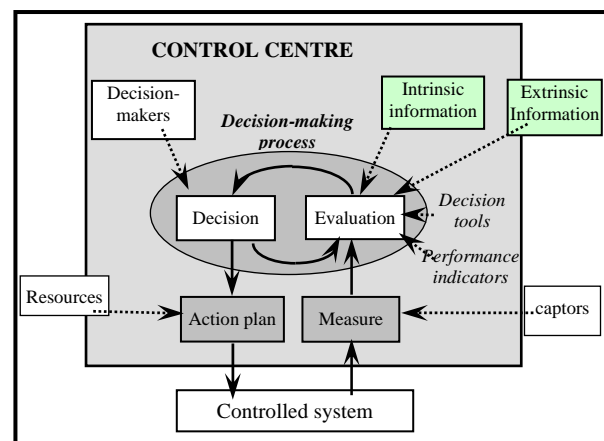 CONTROL CENTRE
Decision-
makers
Intrinsic
information
Extrinsic
Information
Decision-making
process
Decision
Evaluation
Decision
tools
Performance
indicators
Resources
Action plan
Measure
captors
Controlled system